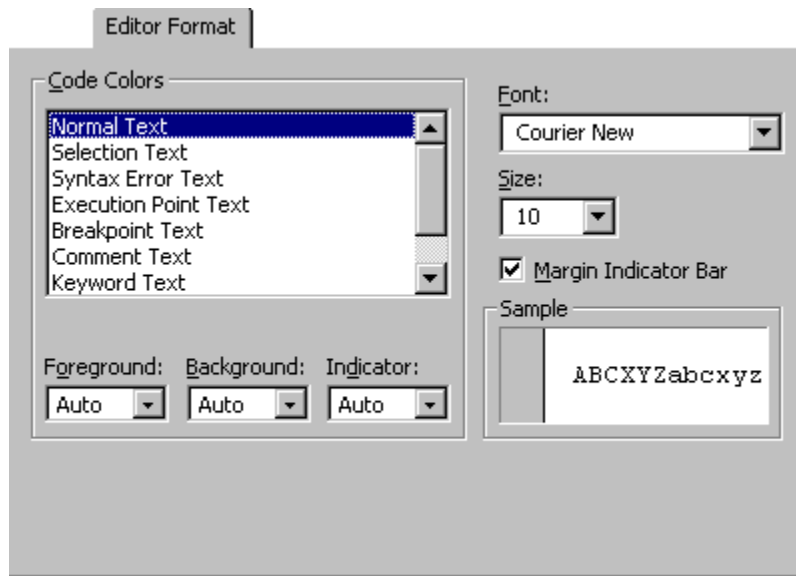 Editor Format
Code Colors
Normal Text
Selection Text
Syntax Error Text
Execution Point Text
Breakpoint Text
Comment Text
Keyword Text
Foreground: Background: Indicator:
Auto Auto Auto
Font:
Courier New
Size:
10
Margin Indicator Bar
Sample
ABCXYZabcxyz